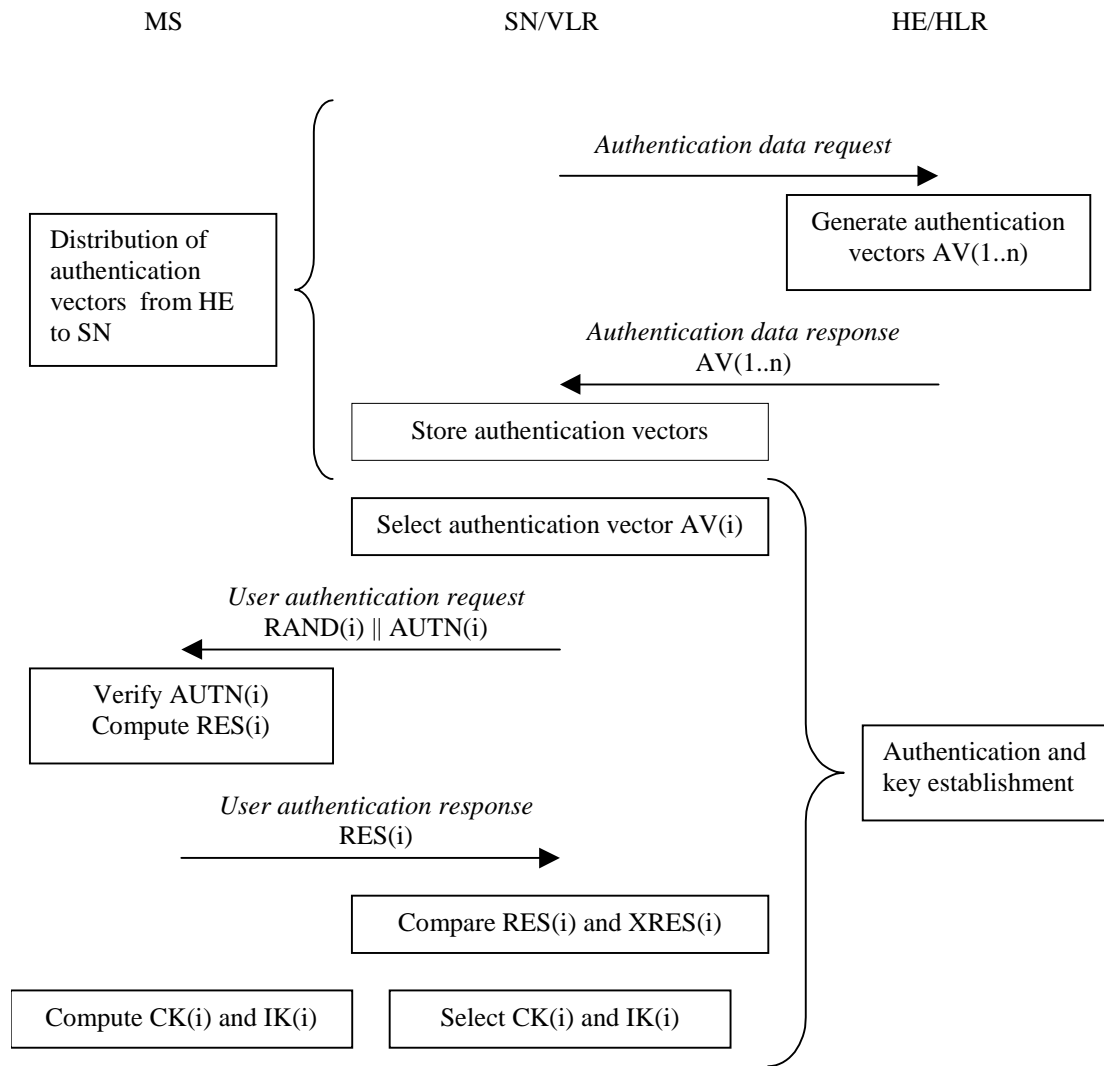 MS
SN/VLR
HE/HLR
Authentication data request
Generate authentication
vectors AV(1..n)
Distribution of
authentication
vectors from HE
to SN
Authentication data response
AV(1..n)
Store authentication vectors
Select authentication vector AV(i)
User authentication request
RAND(i) || AUTN(i)
Verify AUTN(i)
Compute RES(i)
Authentication and
key establishment
User authentication response
RES(i)
Compare RES(i) and XRES(i)
Compute CK(i) and IK(i)
Select CK(i) and IK(i)